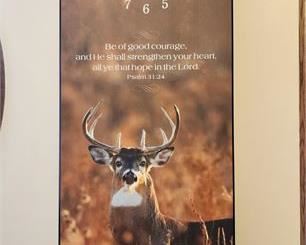 7 6 5
Be of good courage,
and He shall strengthen your heart,
all ye that hope in the Lord.
Psalm 31:24